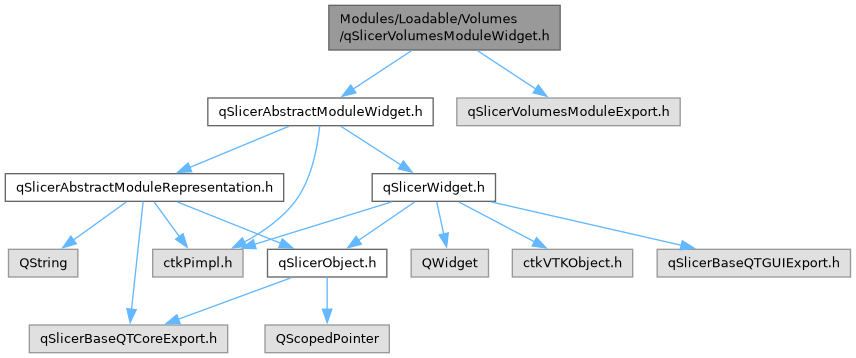 Modules/Loadable/Volumes
/qSlicerVolumesModuleWidget.h
qSlicerAbstractModuleWidget.h
qSlicerVolumesModuleExport.h
qSlicerAbstractModuleRepresentation.h
qSlicerWidget.h
QString
ctkPimpl.h
qSlicerObject.h
QWidget
ctkVTKObject.h
qSlicerBaseQTGUIExport.h
qSlicerBaseQTCoreExport.h
QScopedPointer